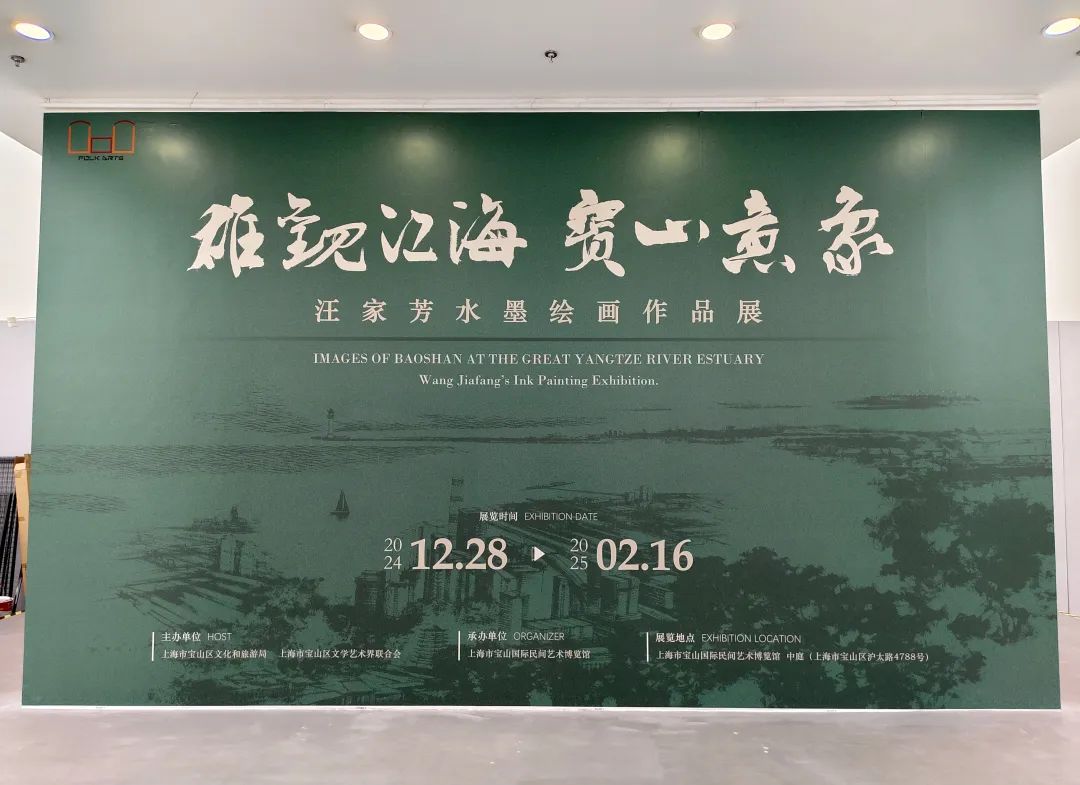 FOLK ARTS
雄觀江海 寶山意象
汪家芳水墨绘画作品展
IMAGES OF BAOSHAN AT THE GREAT YANGTZE RIVER ESTUARY
Wang Jiafang's Ink Painting Exhibition.
展览时间 EXHIBITION DATE
2024 12.28 ▶ 2025 02.16
主办单位 HOST
上海市宝山区文化和旅游局 上海市宝山区文学艺术界联合会
承办单位 ORGANIZER
上海市宝山国际民间艺术博览馆
展览地点 EXHIBITION LOCATION
上海市宝山国际民间艺术博览馆 中庭（上海市宝山区沪太路4788号）